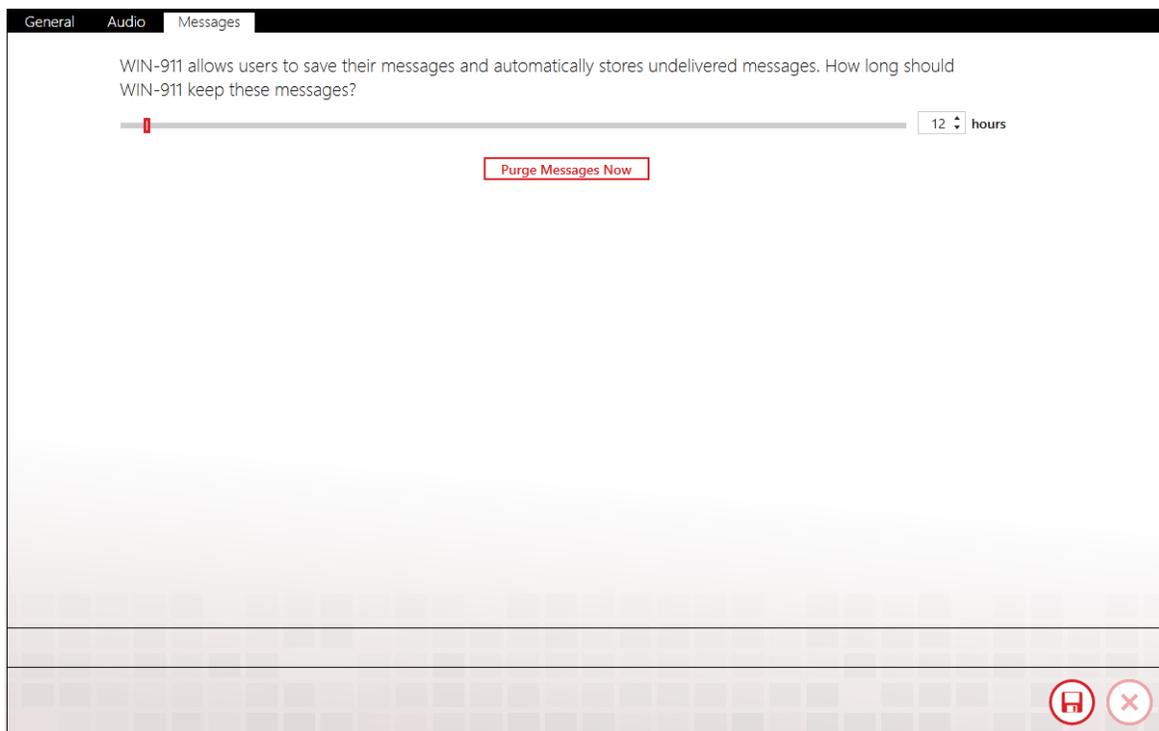 General Audio Messages
WIN-911 allows users to save their messages and automatically stores undelivered messages. How long should
WIN-911 keep these messages?
12 hours
Purge Messages Now